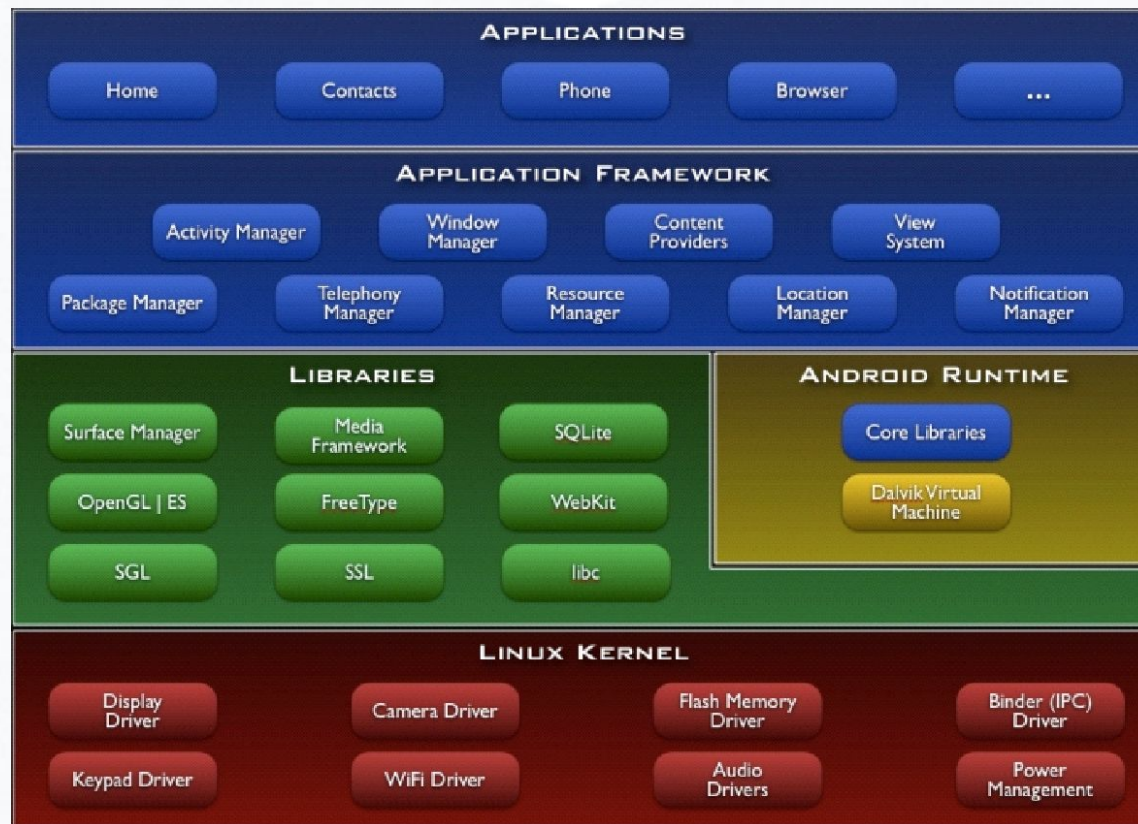 APPLICATIONS
Home
Contacts
Phone
Browser
...
APPLICATION FRAMEWORK
Activity Manager
Window
Manager
Content
Providers
View
System
Package Manager
Telephony
Manager
Resource
Manager
Location
Manager
Notification
Manager
LIBRARIES
Surface Manager
Media
Framework
SQLite
OpenGL | ES
FreeType
WebKit
SGL
SSL
libc
ANDROID RUNTIME
Core Libraries
Dalvik Virtual
Machine
LINUX KERNEL
Display
Driver
Camera Driver
Flash Memory
Driver
Binder (IPC)
Driver
Keypad Driver
WiFi Driver
Audio
Drivers
Power
Management